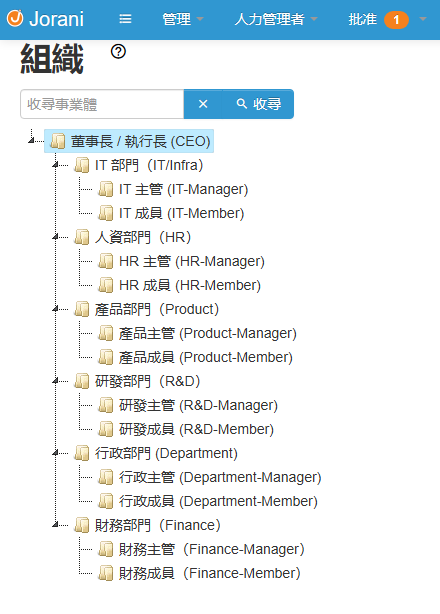 Jorani 管理 人力管理者 批准 1
組織
收尋事業體 × 收尋
董事長 / 執行長 (CEO)
IT 部門（IT/Infra）
IT 主管 (IT-Manager)
IT 成員 (IT-Member)
人資部門（HR）
HR 主管 (HR-Manager)
HR 成員 (HR-Member)
產品部門（Product）
產品主管 (Product-Manager)
產品成員 (Product-Member)
研發部門（R&D）
研發主管 (R&D-Manager)
研發成員 (R&D-Member)
行政部門 (Department)
行政主管 (Department-Manager)
行政成員 (Department-Member)
財務部門（Finance）
財務主管（Finance-Manager）
財務成員（Finance-Member）